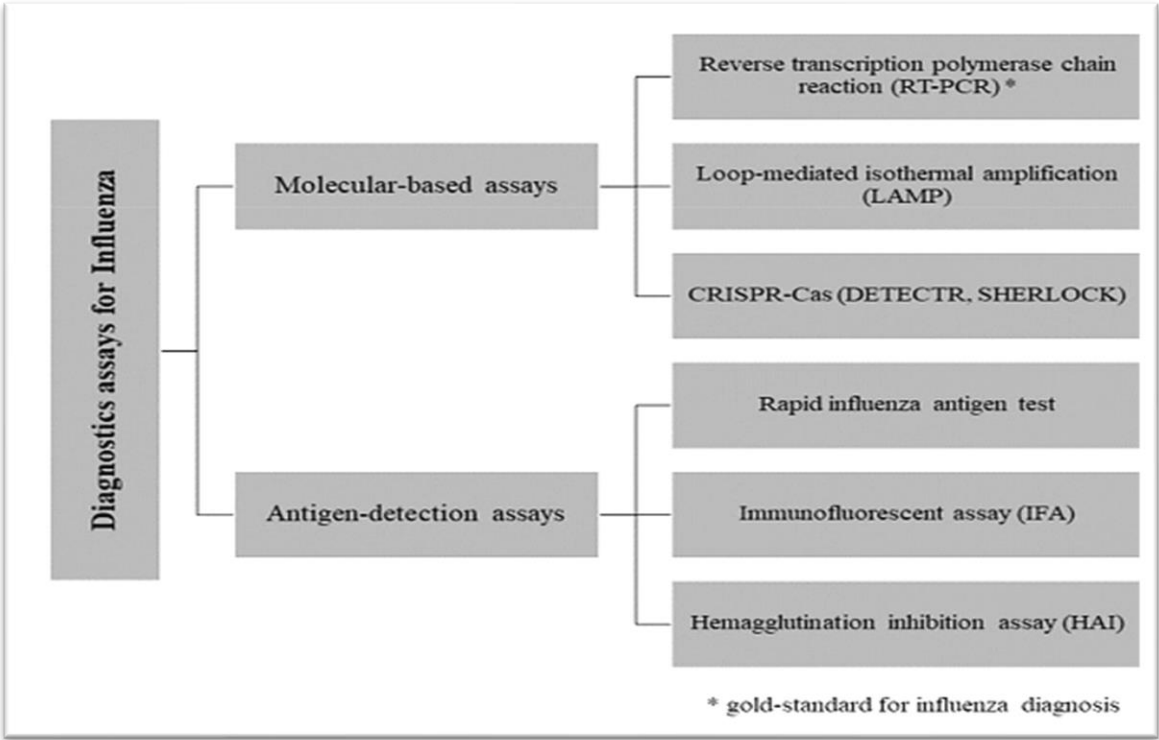 Diagnostics assays for Influenza
Molecular-based assays
Reverse transcription polymerase chain
reaction (RT-PCR) *
Loop-mediated isothermal amplification
(LAMP)
CRISPR-Cas (DETECTR, SHERLOCK)
Antigen-detection assays
Rapid influenza antigen test
Immunofluorescent assay (IFA)
Hemagglutination inhibition assay (HAI)
* gold-standard for influenza diagnosis